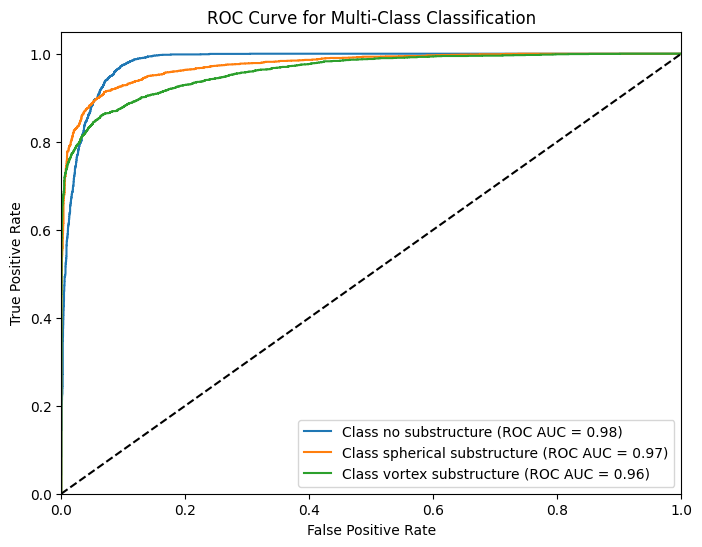 ROC Curve for Multi-Class Classification
True Positive Rate
1.0
0.8
0.6
0.4
0.2
0.0
0.0 0.2 0.4 0.6 0.8 1.0
False Positive Rate
Class no substructure (ROC AUC = 0.98)
Class spherical substructure (ROC AUC = 0.97)
Class vortex substructure (ROC AUC = 0.96)